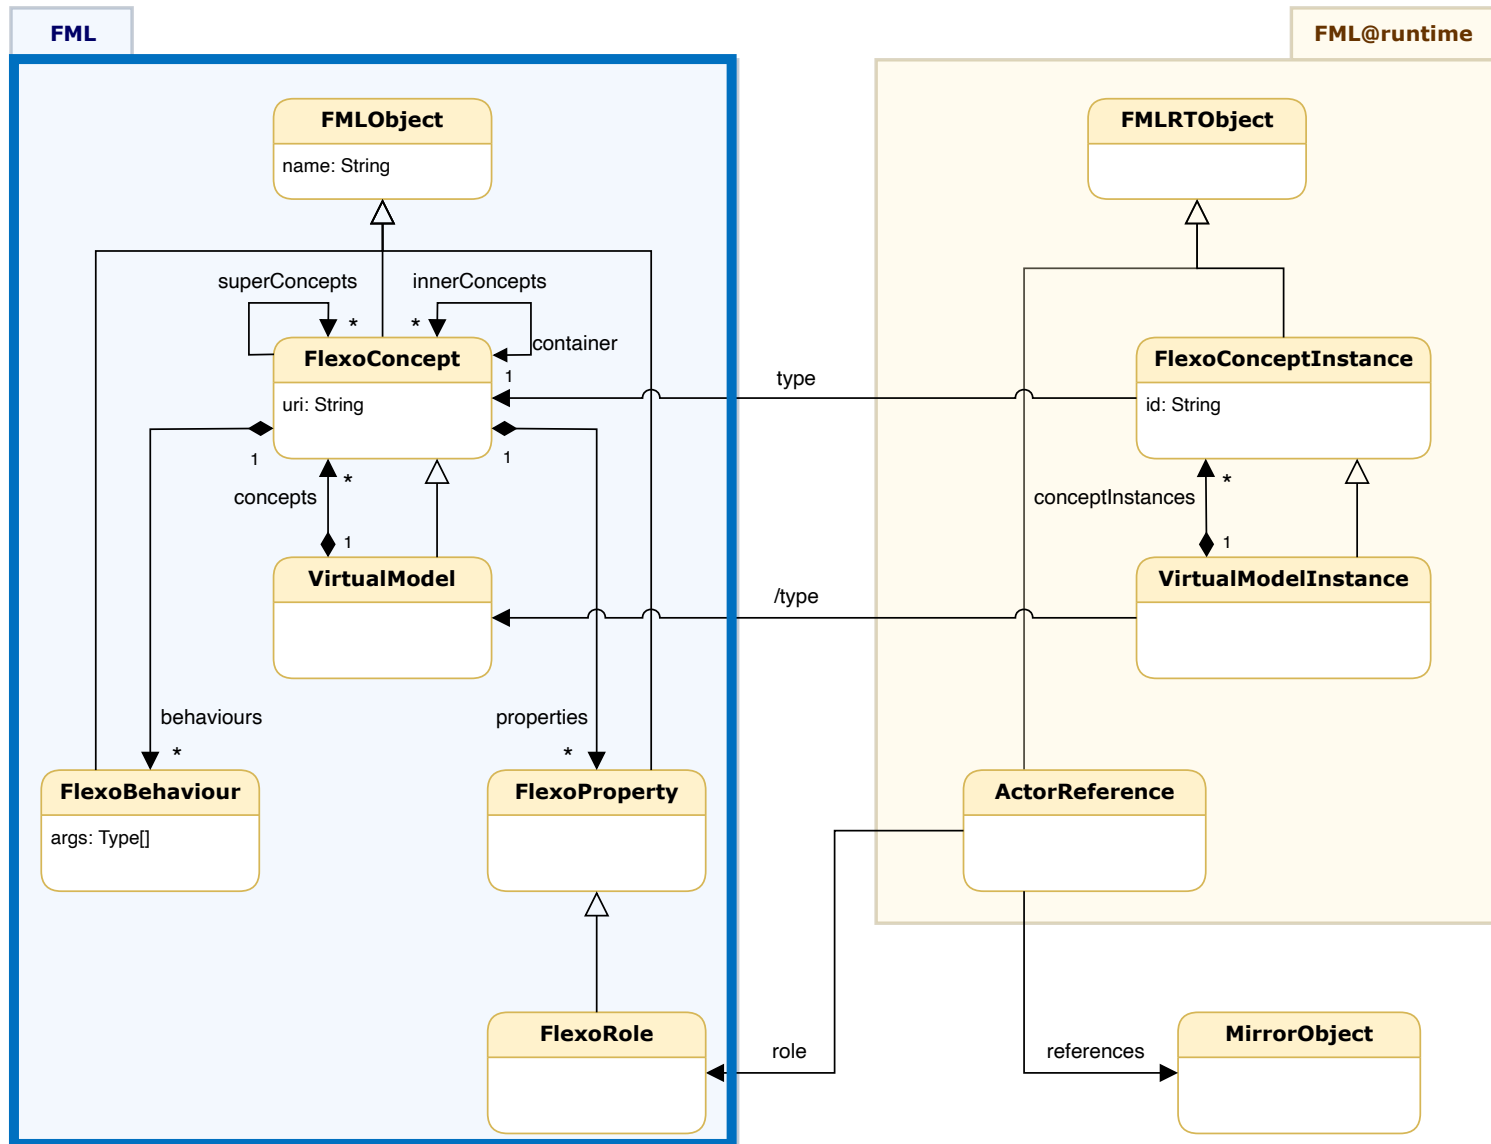 FML
FML@runtime
FMLObject
name: String
FMLRTObject
superConcepts
innerConcepts
*
*
container
FlexoConcept
1
uri: String
type
FlexoConceptInstance
id: String
1
1
concepts
*
conceptInstances
*
1
1
VirtualModel
VirtualModelInstance
/type
behaviours
*
properties
*
FlexoBehaviour
args: Type[]
FlexoProperty
ActorReference
FlexoRole
role
references
MirrorObject